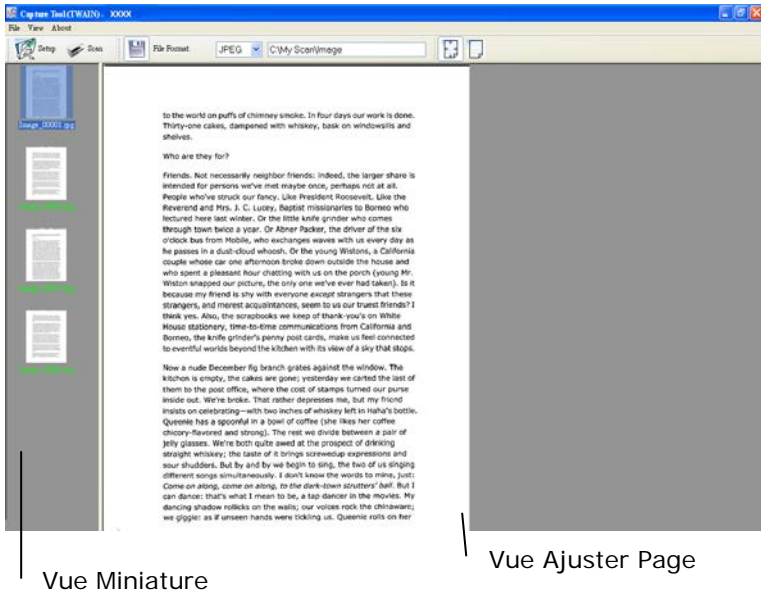 Capture Tool(TWAIN) - XXXX
File View About
Setup Scan File Format: JPEG C:\My Scan\Image
Image_00001.jpg
to the world on puffs of chimney smoke. In four days our work is done.
Thirty-one cakes, dampened with whiskey, bask on windowsills and
shelves.
Who are they for?
Friends. Not necessarily neighbor friends: indeed, the larger share is
intended for persons we've met maybe once, perhaps not at all.
People who've struck our fancy. Like President Roosevelt. Like the
Reverend and Mrs. J. C. Lucey, Baptist missionaries to Borneo who
lectured here last winter. Or the little knife grinder who comes
through town twice a year. Or Abner Packer, the driver of the six
o'clock bus from Mobile, who exchanges waves with us every day as
he passes in a dust-cloud whoosh. Or the young Wistons, a California
couple whose car one afternoon broke down outside the house and
who spent a pleasant hour chatting with us on the porch (young Mr.
Wiston snapped our picture, the only one we've ever had taken). Is it
because my friend is shy with everyone except strangers that these
strangers, and merest acquaintances, seem to us our truest friends? I
think yes. Also, the scrapbooks we keep of thank-you's on White
House stationery, time-to-time communications from California and
Borneo, the knife grinder's penny post cards, make us feel connected
to eventful worlds beyond the kitchen with its view of a sky that stops.
Now a nude December fig branch grates against the window. The
kitchen is empty, the cakes are gone; yesterday we carted the last of
them to the post office, where the cost of stamps turned our purse
inside out. We're broke. That rather depresses me, but my friend
insists on celebrating—with two inches of whiskey left in Haha's bottle.
Queenie has a spoonful in a bowl of coffee (she likes her coffee
chicory-flavored and strong). The rest we divide between a pair of
jelly glasses. We're both quite awed at the prospect of drinking
straight whiskey; the taste of it brings screwedup expressions and
sour shudders. But by and by we begin to sing, the two of us singing
different songs simultaneously. I don't know the words to mine, just:
Come on along, come on along, to the dark-town strutters' ball. But I
can dance: that's what I mean to be, a tap dancer in the movies. My
dancing shadow rollicks on the walls; our voices rock the chinaware;
we giggle: as if unseen hands were tickling us. Queenie rolls on her
Vue Ajuster Page
Vue Miniature